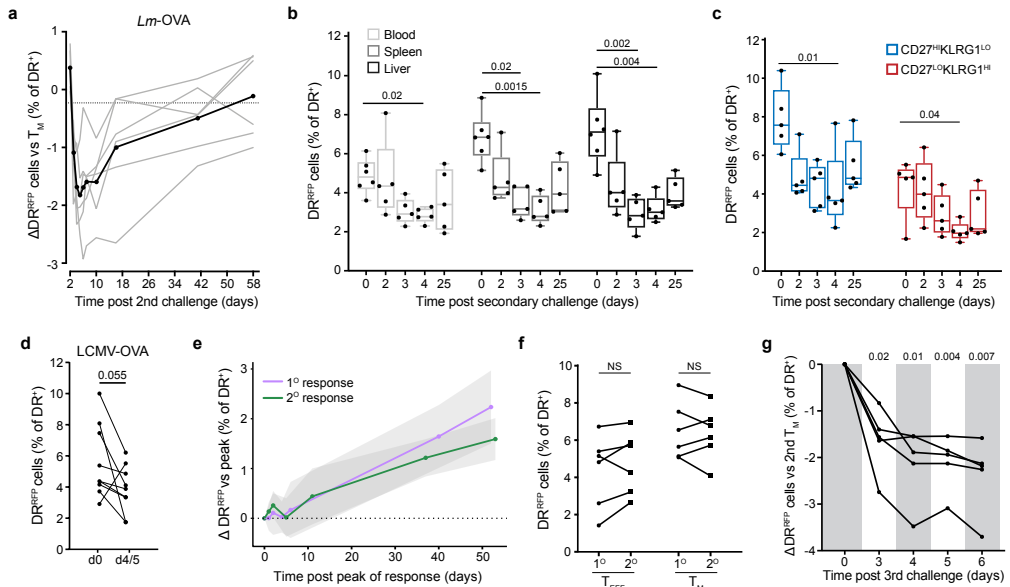 a
Lm-OVA
ΔDR^RFP cells vs T_M (% of DR⁺)
1
0
-1
-2
-3
2 10 18 26 34 42 50 58
Time post 2nd challenge (days)
b
Blood
Spleen
Liver
DR^RFP cells (% of DR⁺)
12
10
8
6
4
2
0
0.02
0.02
0.0015
0.002
0.004
0 2 3 4 25 0 2 3 4 25 0 2 3 4 25
Time post secondary challenge (days)
c
CD27^HI KLRG1^LO
CD27^LO KLRG1^HI
DR^RFP cells (% of DR⁺)
12
10
8
6
4
2
0
0.01
0.04
0 2 3 4 25 0 2 3 4 25
Time post secondary challenge (days)
d
LCMV-OVA
0.055
DR^RFP cells (% of DR⁺)
12
10
8
6
4
2
0
d0 d4/5
e
1º response
2º response
Δ DR^RFP vs peak (% of DR⁺)
3
2
1
0
0 10 20 30 40 50
Time post peak of response (days)
f
NS NS
DR^RFP cells (% of DR⁺)
10
8
6
4
2
0
1º 2º 1º 2º
T_EFF T_M
g
0.02 0.01 0.004 0.007
ΔDR^RFP cells vs 2nd T_M (% of DR⁺)
0
-1
-2
-3
-4
0 3 4 5 6
Time post 3rd challenge (days)